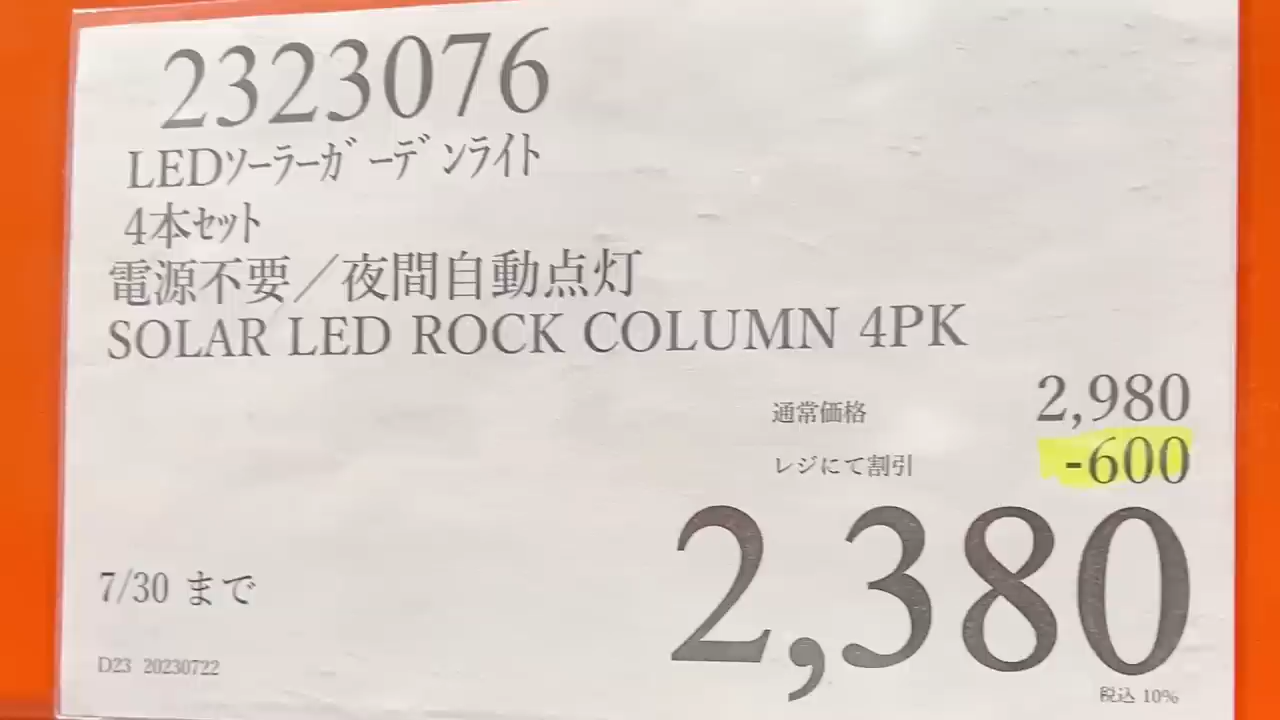 2323076
LEDｿｰﾗｰｶﾞｰﾃﾞﾝﾗｲﾄ
4本ｾｯﾄ
電源不要／夜間自動点灯
SOLAR LED ROCK COLUMN 4PK
通常価格 2,980
レジにて割引 -600
2,380
7/30 まで
D23 20230722
税込 10%